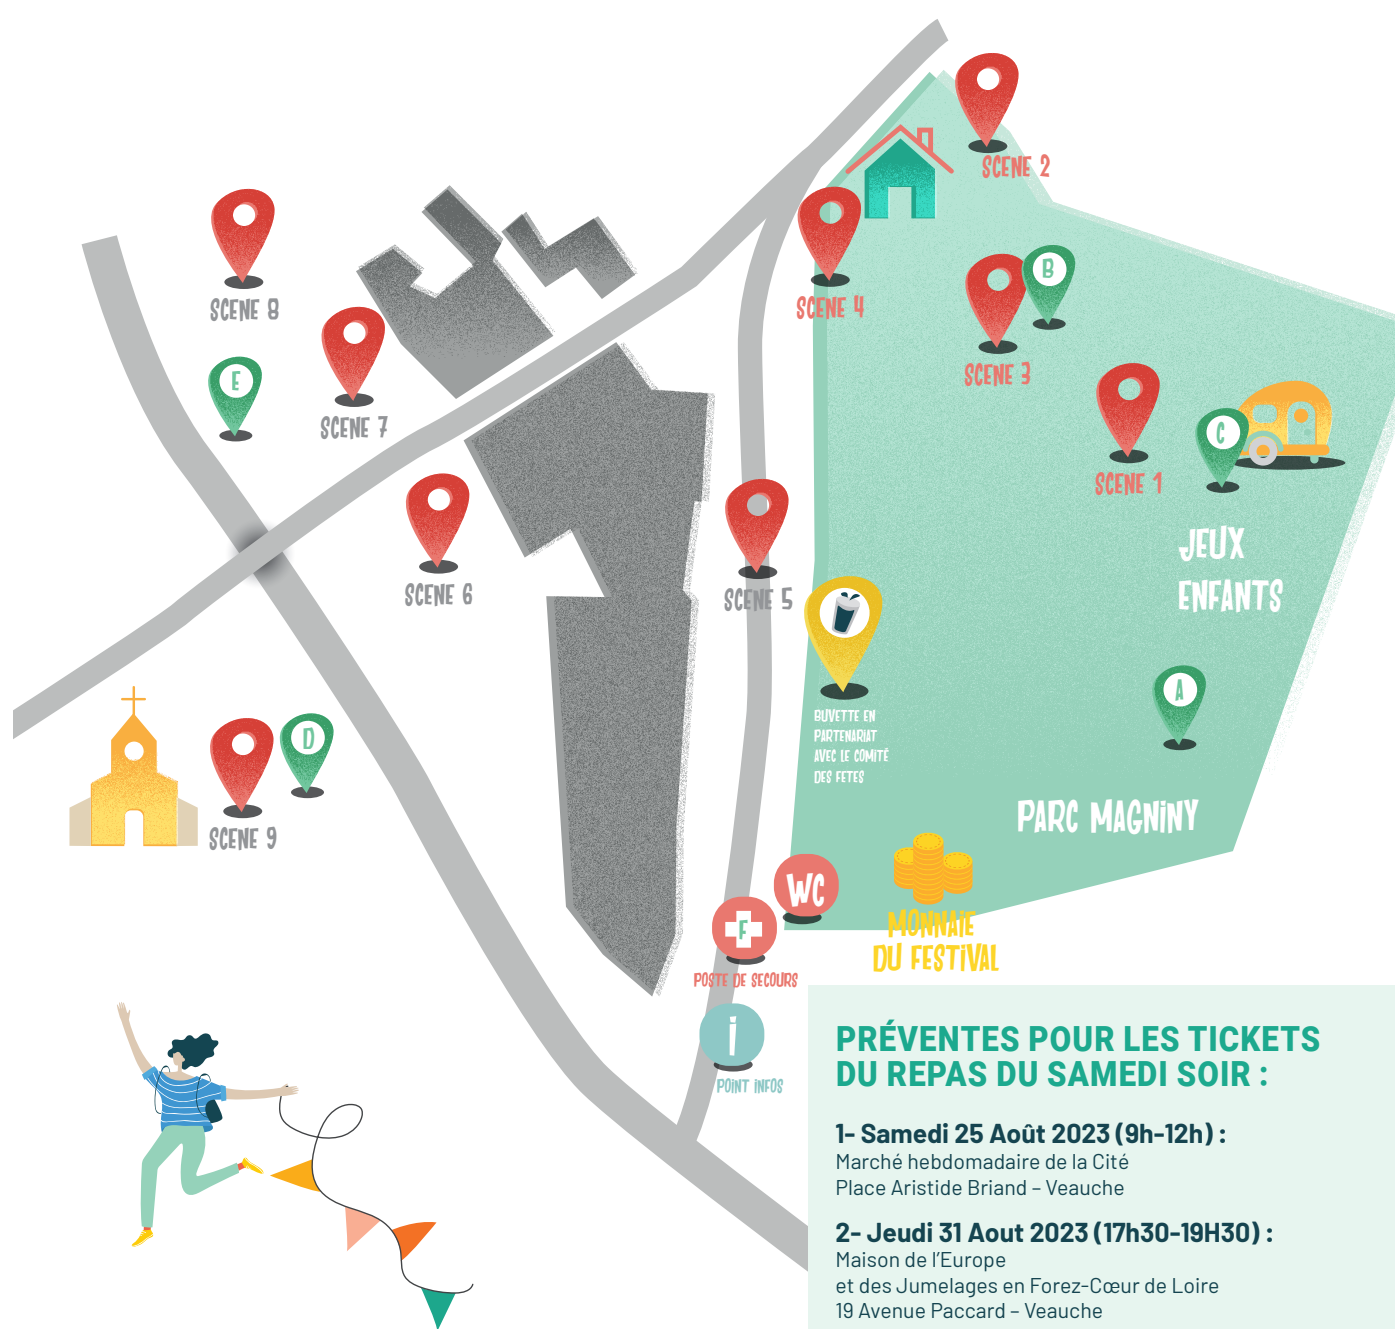 SCENE 2
SCENE 4
B
SCENE 8
SCENE 3
E
SCENE 7
C
SCENE 1
JEUX
ENFANTS
SCENE 6
SCENE 5
A
BUVETTE EN
PARTENARIAT
AVEC LE COMITÉ
DES FETES
D
SCENE 9
PARC MAGNiNY
WC
MONNAIE
DU FESTiVAL
F
POSTE DE SECOURS
i
POiNT iNFOS
PRÉVENTES POUR LES TICKETS
DU REPAS DU SAMEDI SOIR :
1- Samedi 25 Août 2023 (9h-12h) :
Marché hebdomadaire de la Cité
Place Aristide Briand – Veauche
2- Jeudi 31 Aout 2023 (17h30-19H30) :
Maison de l’Europe
et des Jumelages en Forez-Cœur de Loire
19 Avenue Paccard – Veauche